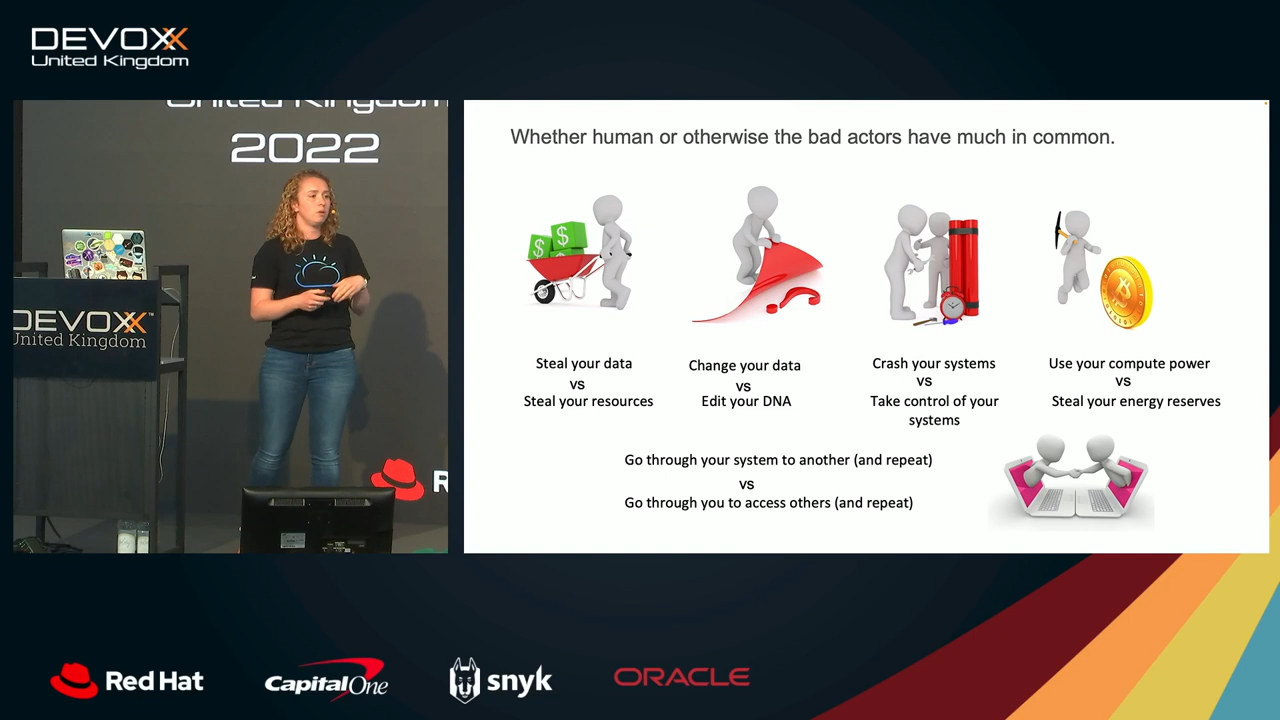 DEVOXX
United Kingdom
United Kingdom
2022
DEVOXX™
United Kingdom
R
Whether human or otherwise the bad actors have much in common.
$ $
Steal your data
vs
Steal your resources
Change your data
vs
Edit your DNA
Crash your systems
vs
Take control of your
systems
Use your compute power
vs
Steal your energy reserves
Go through your system to another (and repeat)
vs
Go through you to access others (and repeat)
Red Hat
Capital One
snyk
ORACLE